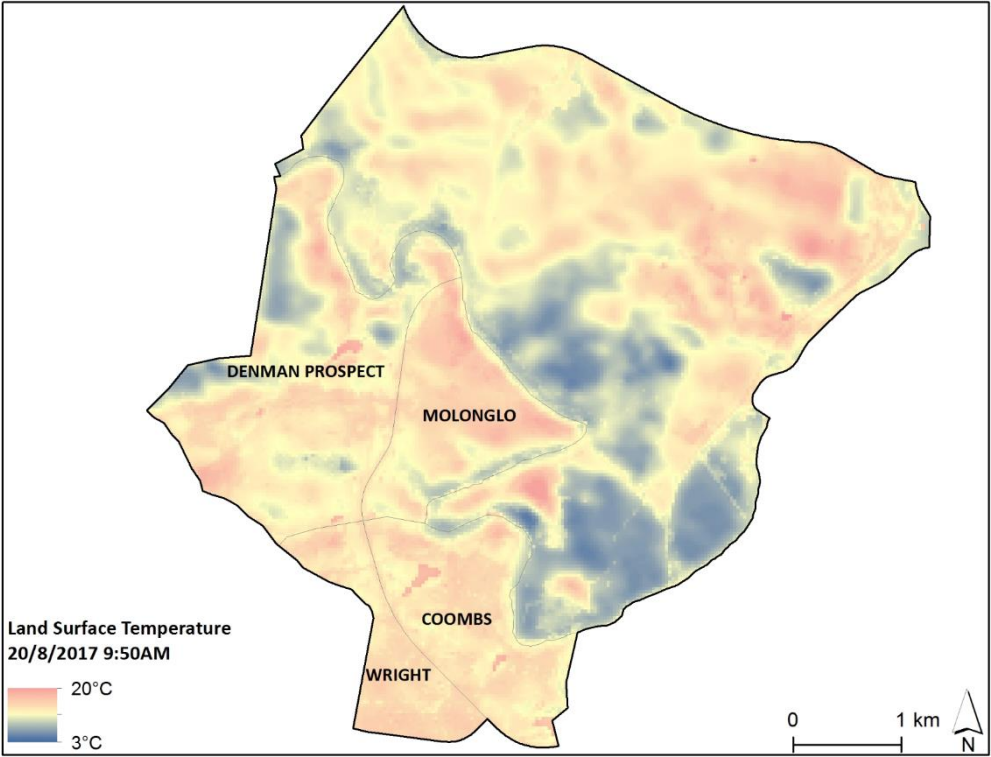 DENMAN PROSPECT
MOLONGLO
COOMBS
WRIGHT
Land Surface Temperature
20/8/2017 9:50AM
20°C
3°C
0 1 km
N